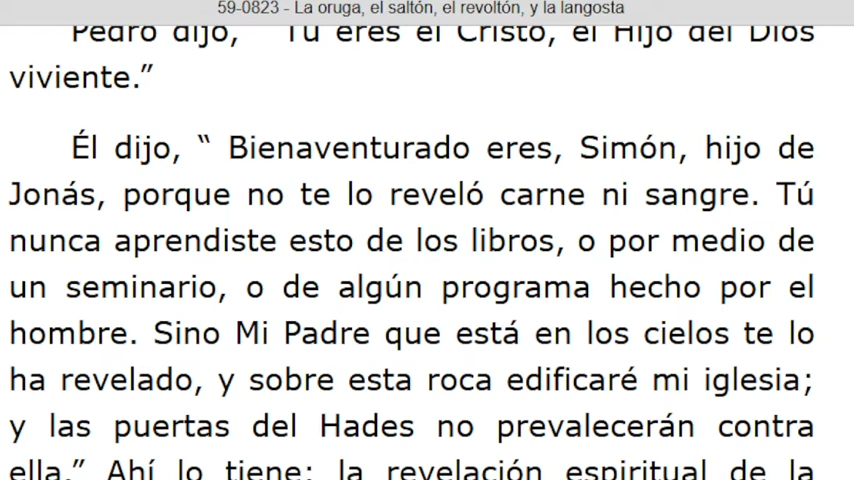 59-0823 - La oruga, el saltón, el revoltón, y la langosta
Pedro dijo, “ Tú eres el Cristo, el Hijo del Dios
viviente.”
Él dijo, “ Bienaventurado eres, Simón, hijo de
Jonás, porque no te lo reveló carne ni sangre. Tú
nunca aprendiste esto de los libros, o por medio de
un seminario, o de algún programa hecho por el
hombre. Sino Mi Padre que está en los cielos te lo
ha revelado, y sobre esta roca edificaré mi iglesia;
y las puertas del Hades no prevalecerán contra
ella.” Ahí lo tiene: la revelación espiritual de la